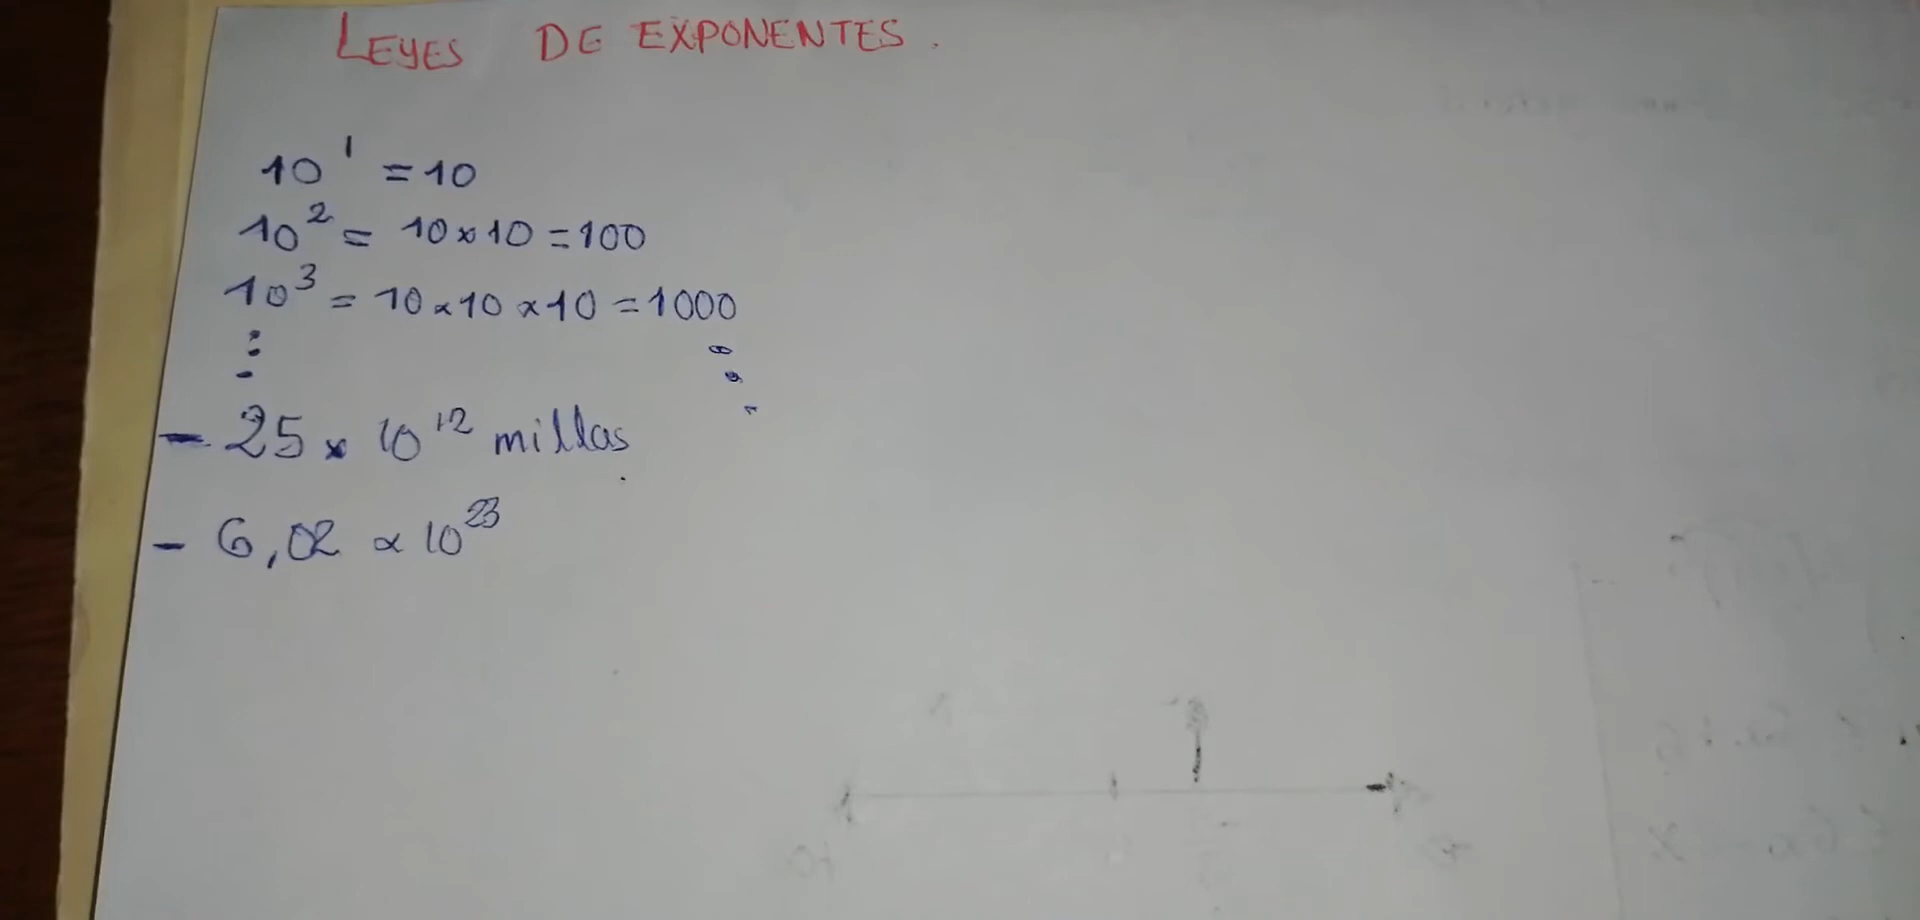 LEYES DE EXPONENTES.
10¹ = 10
10² = 10 x 10 = 100
10³ = 10 x 10 x 10 = 1000
- 25 x 10¹² millas
- 6,02 x 10²³